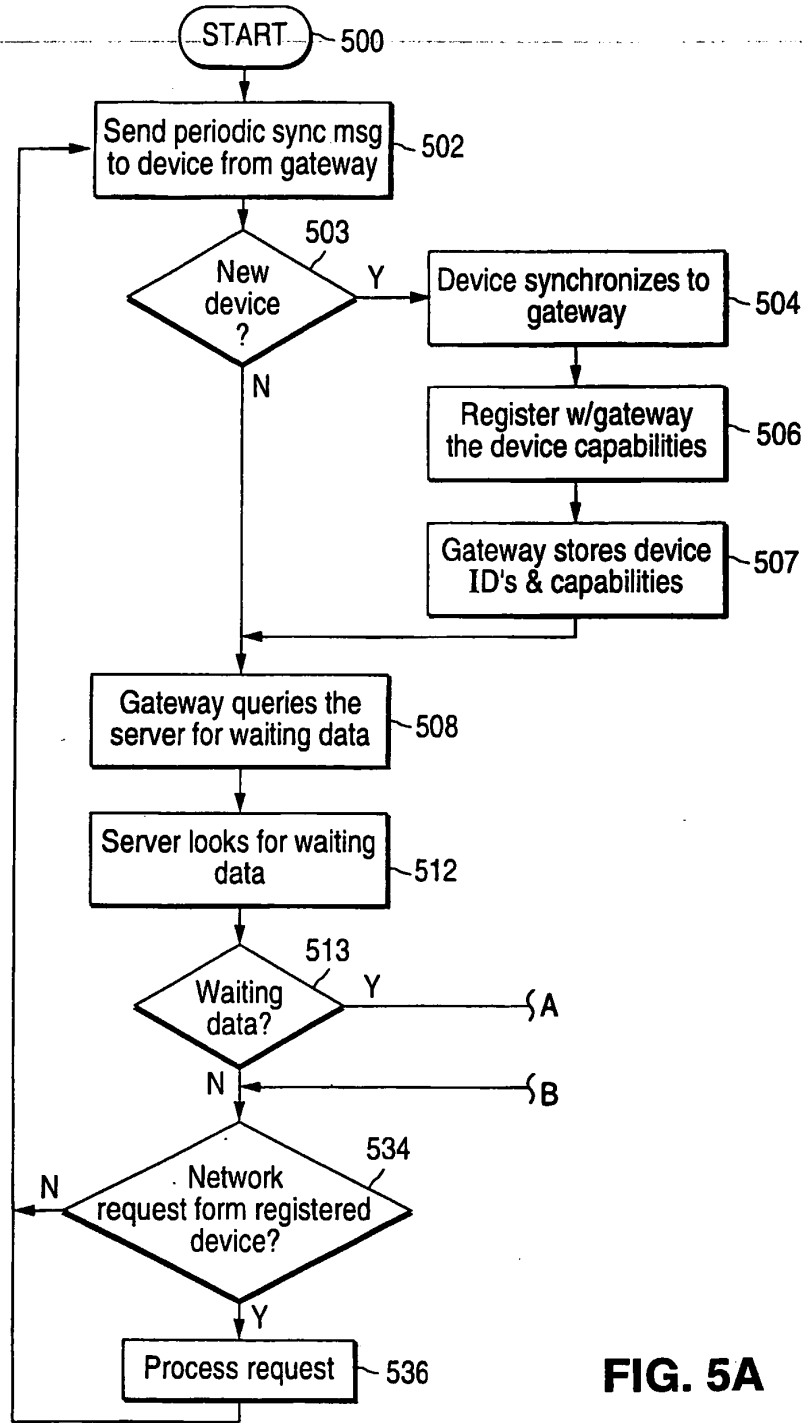 START
500
Send periodic sync msg
to device from gateway
502
503
New
device
?
Y
N
Device synchronizes to
gateway
504
Register w/gateway
the device capabilities
506
Gateway stores device
ID's & capabilities
507
Gateway queries the
server for waiting data
508
Server looks for waiting
data
512
513
Waiting
data?
Y
A
N
B
534
Network
request form registered
device?
N
Y
Process request
536
FIG. 5A